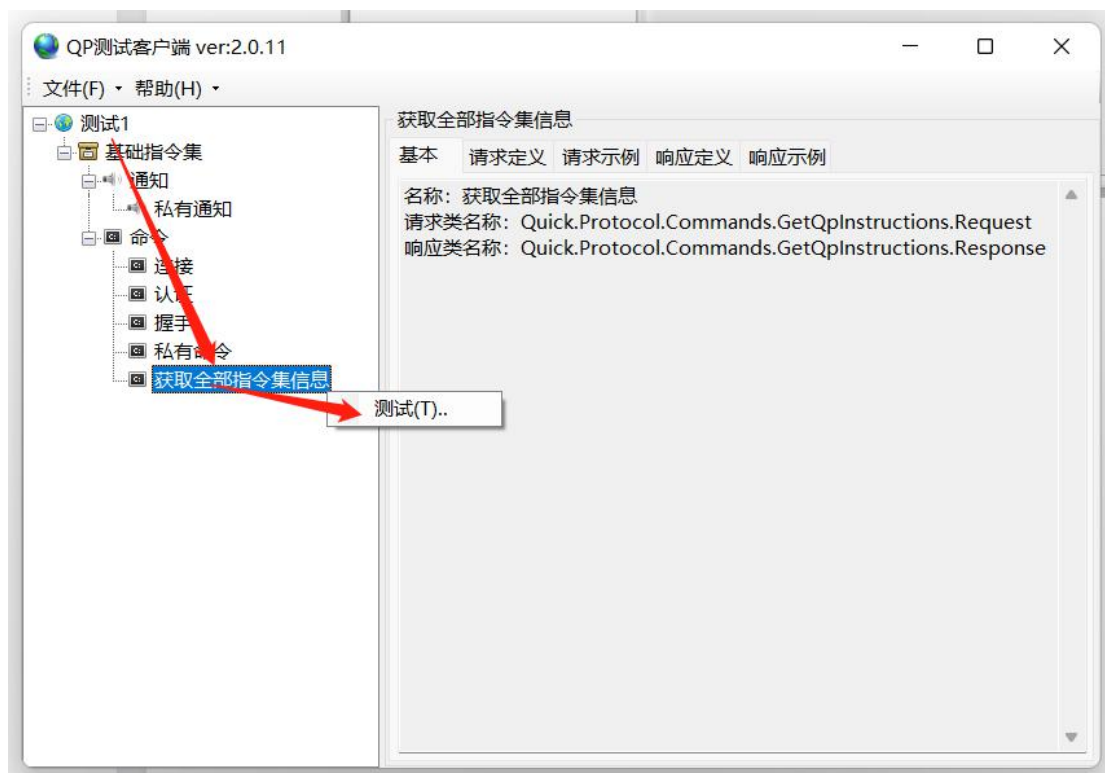 QP测试客户端 ver:2.0.11
文件(F) 帮助(H)
测试1
基础指令集
通知
私有通知
命令
连接
认证
握手
私有命令
获取全部指令集信息
测试(T)..
获取全部指令集信息
基本 请求定义 请求示例 响应定义 响应示例
名称：获取全部指令集信息
请求类名称：Quick.Protocol.Commands.GetQpInstructions.Request
响应类名称：Quick.Protocol.Commands.GetQpInstructions.Response